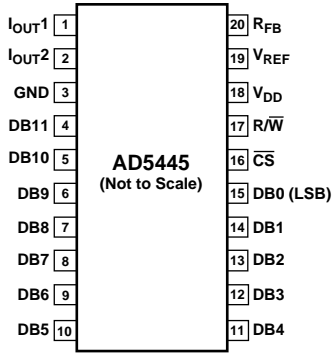 IOUT1 1 20 RFB
IOUT2 2 19 VREF
GND 3 18 VDD
DB11 4 17 R/W̅
DB10 5 16 C̅S̅
DB9 6 15 DB0 (LSB)
DB8 7 14 DB1
DB7 8 13 DB2
DB6 9 12 DB3
DB5 10 11 DB4
AD5445
(Not to Scale)